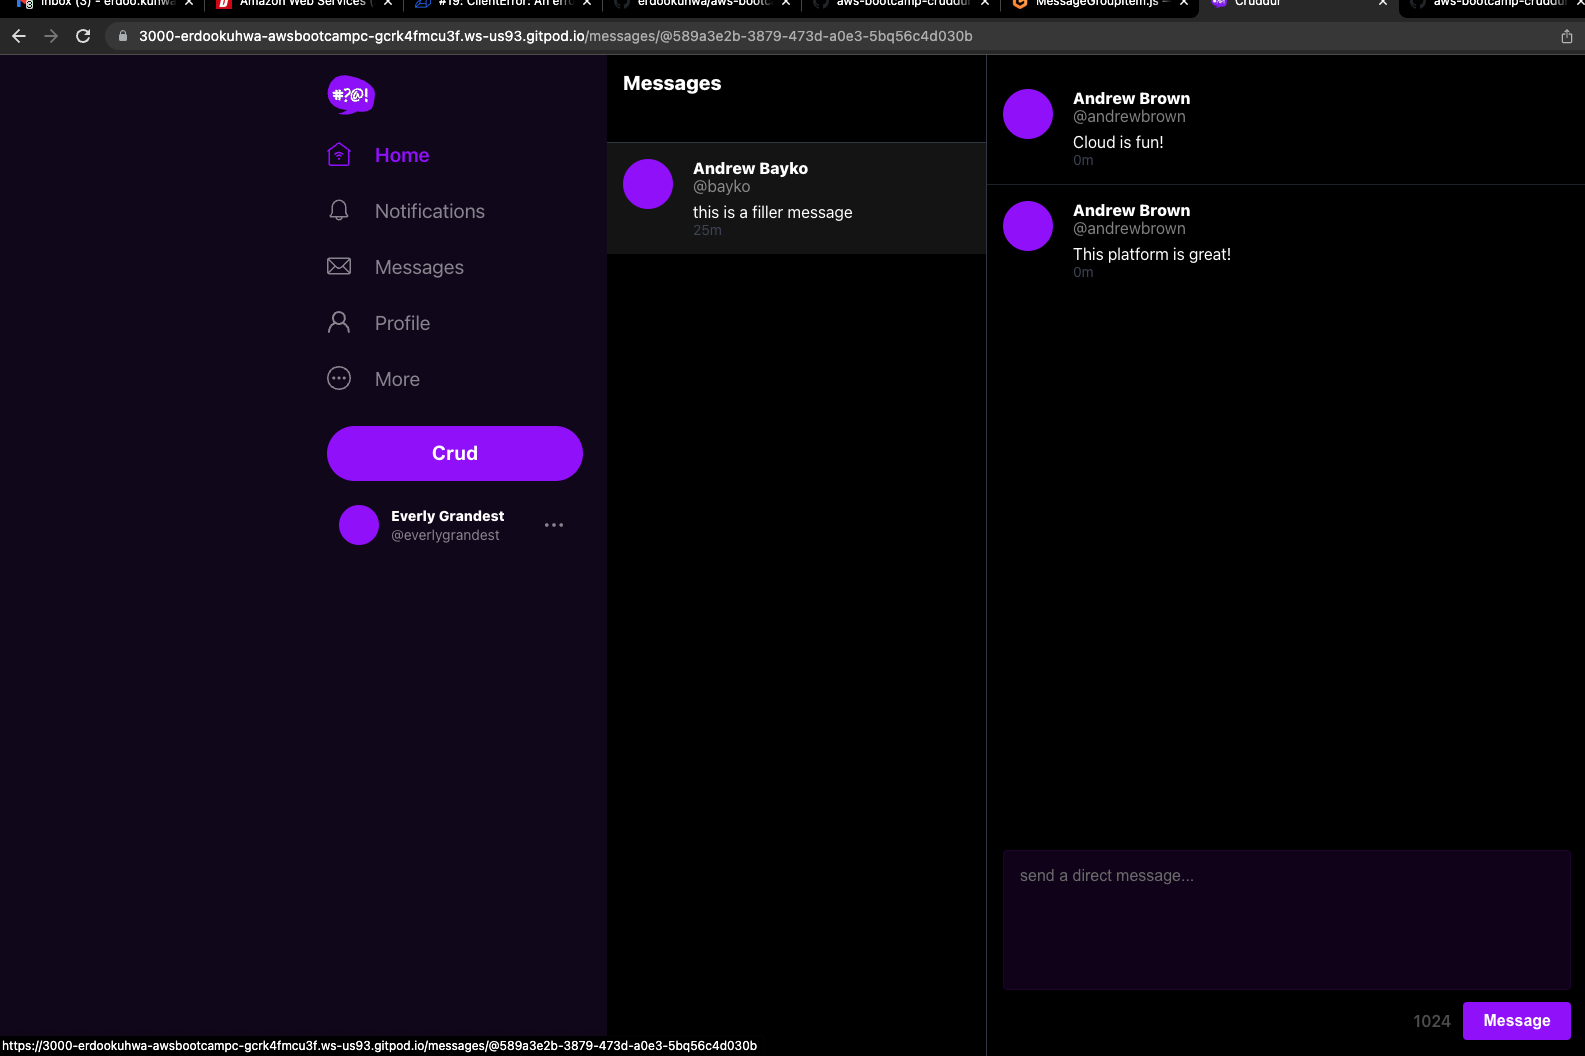 Inbox (3) - erdoo.kuhwa
Amazon Web Services (
#19: ClientError: An erro
erdookuhwa/aws-bootca
aws-bootcamp-cruddur
MessageGroupItem.js –
Cruddur
aws-bootcamp-cruddur
3000-erdookuhwa-awsbootcampc-gcrk4fmcu3f.ws-us93.gitpod.io/messages/@589a3e2b-3879-473d-a0e3-5bq56c4d030b
#?@!
Home
Notifications
Messages
Profile
More
Crud
Everly Grandest
@everlygrandest
Messages
Andrew Bayko
@bayko
this is a filler message
25m
Andrew Brown
@andrewbrown
Cloud is fun!
0m
Andrew Brown
@andrewbrown
This platform is great!
0m
send a direct message...
1024
Message
https://3000-erdookuhwa-awsbootcampc-gcrk4fmcu3f.ws-us93.gitpod.io/messages/@589a3e2b-3879-473d-a0e3-5bq56c4d030b